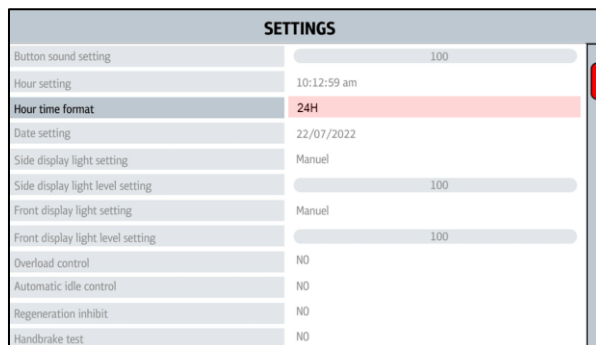 SETTINGS
Button sound setting 100
Hour setting 10:12:59 am
Hour time format 24H
Date setting 22/07/2022
Side display light setting Manuel
Side display light level setting 100
Front display light setting Manuel
Front display light level setting 100
Overload control NO
Automatic idle control NO
Regeneration inhibit NO
Handbrake test NO